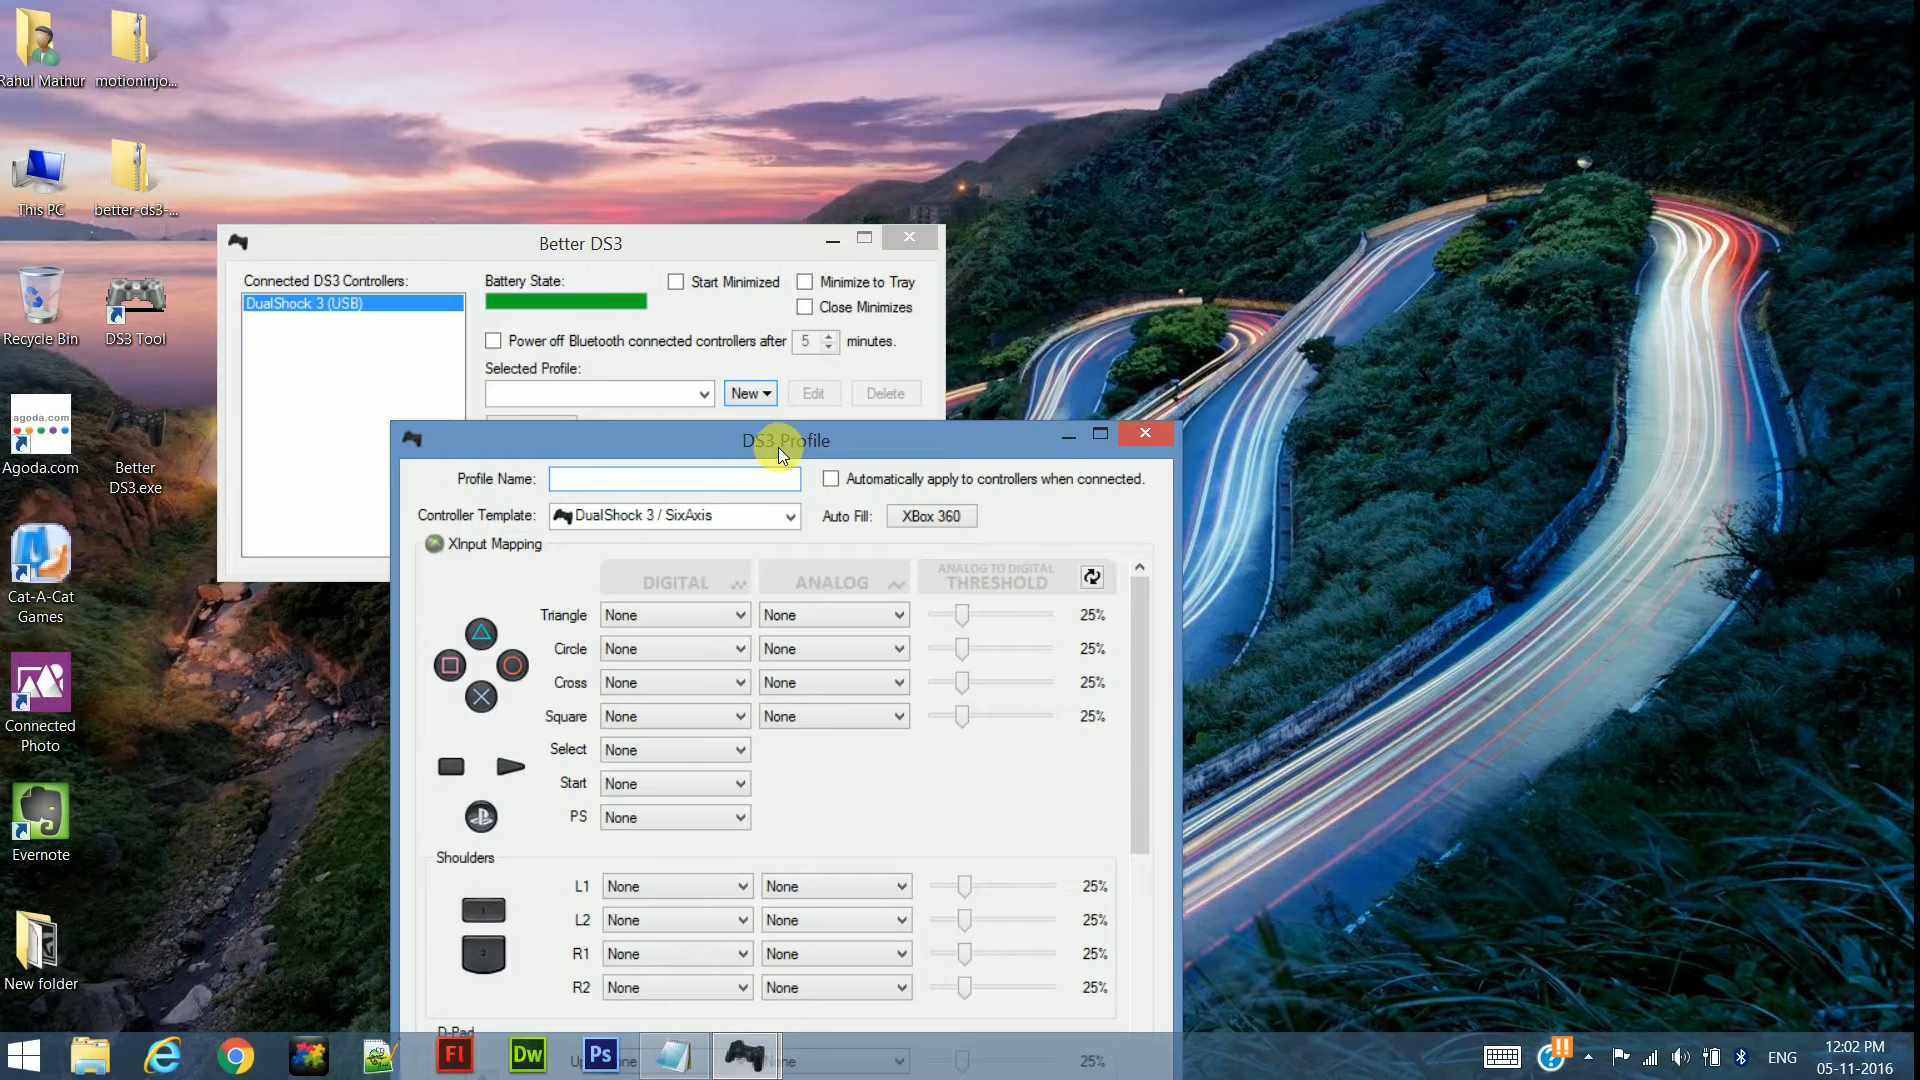 Rahul Mathur
motioninjo...
This PC
better-ds3-...
Recycle Bin
DS3 Tool
agoda.com
Agoda.com
Better
DS3.exe
Cat-A-Cat
Games
Connected
Photo
Evernote
New folder
Better DS3
Connected DS3 Controllers:
DualShock 3 (USB)
Battery State:
Start Minimized
Minimize to Tray
Close Minimizes
Power off Bluetooth connected controllers after 5 minutes.
Selected Profile:
New
Edit
Delete
DS3 Profile
Profile Name:
Automatically apply to controllers when connected.
Controller Template: DualShock 3 / SixAxis
Auto Fill: XBox 360
XInput Mapping
DIGITAL
ANALOG
ANALOG TO DIGITAL
THRESHOLD
Triangle None None 25%
Circle None None 25%
Cross None None 25%
Square None None 25%
Select None
Start None
PS None
Shoulders
L1 None None 25%
L2 None None 25%
R1 None None 25%
R2 None None 25%
1
2
D-Pad
25%
Fl
Dw
Ps
ENG
12:02 PM
05-11-2016